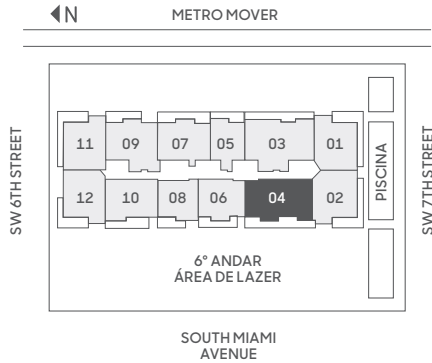 N
METRO MOVER
SW 6TH STREET
11 09 07 05 03 01
12 10 08 06 04 02
PISCINA
SW 7TH STREET
6º ANDAR
ÁREA DE LAZER
SOUTH MIAMI
AVENUE